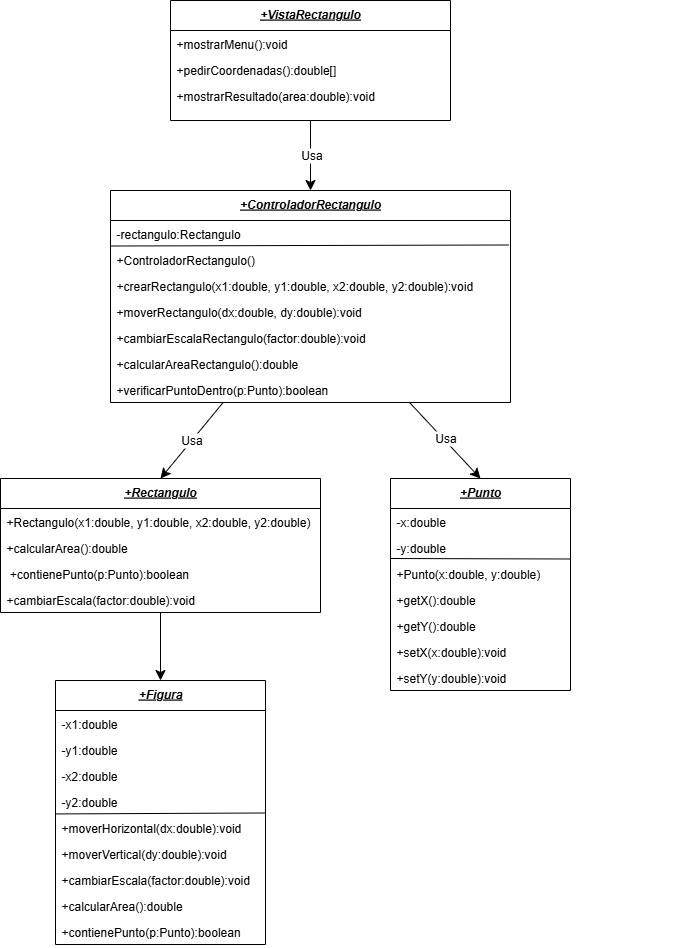 +VistaRectangulo
+mostrarMenu():void
+pedirCoordenadas():double[]
+mostrarResultado(area:double):void
Usa
+ControladorRectangulo
-rectangulo:Rectangulo
+ControladorRectangulo()
+crearRectangulo(x1:double, y1:double, x2:double, y2:double):void
+moverRectangulo(dx:double, dy:double):void
+cambiarEscalaRectangulo(factor:double):void
+calcularAreaRectangulo():double
+verificarPuntoDentro(p:Punto):boolean
Usa
Usa
+Rectangulo
+Rectangulo(x1:double, y1:double, x2:double, y2:double)
+calcularArea():double
+contienePunto(p:Punto):boolean
+cambiarEscala(factor:double):void
+Punto
-x:double
-y:double
+Punto(x:double, y:double)
+getX():double
+getY():double
+setX(x:double):void
+setY(y:double):void
+Figura
-x1:double
-y1:double
-x2:double
-y2:double
+moverHorizontal(dx:double):void
+moverVertical(dy:double):void
+cambiarEscala(factor:double):void
+calcularArea():double
+contienePunto(p:Punto):boolean